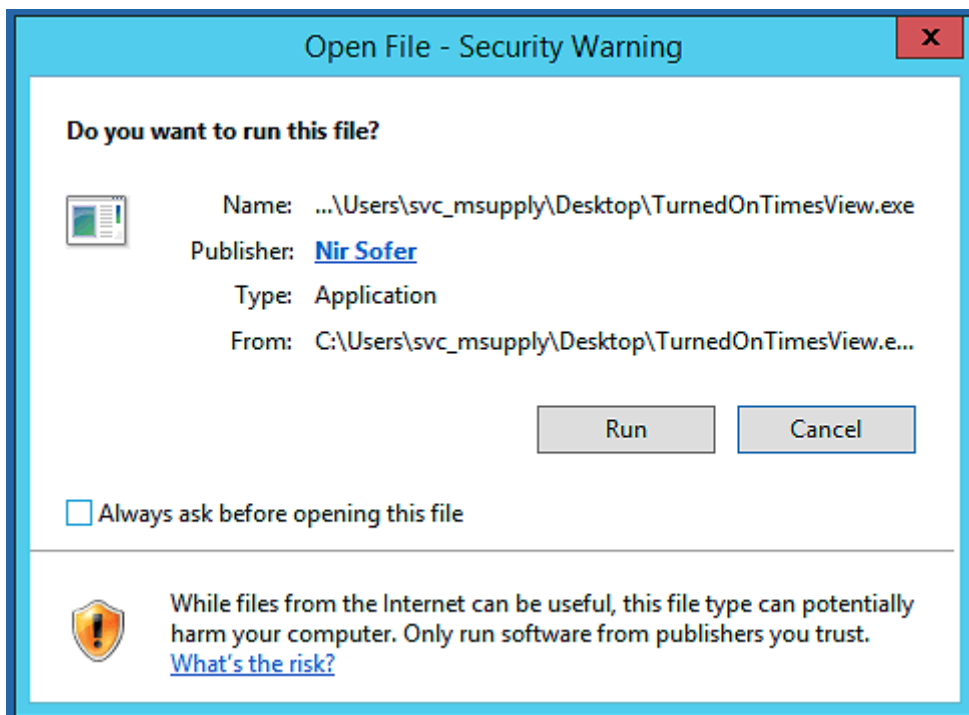 Open File - Security Warning
x
Do you want to run this file?
Name: ...\Users\svc_msupply\Desktop\TurnedOnTimesView.exe
Publisher: Nir Sofer
Type: Application
From: C:\Users\svc_msupply\Desktop\TurnedOnTimesView.e...
Run Cancel
Always ask before opening this file
While files from the Internet can be useful, this file type can potentially
harm your computer. Only run software from publishers you trust.
What's the risk?